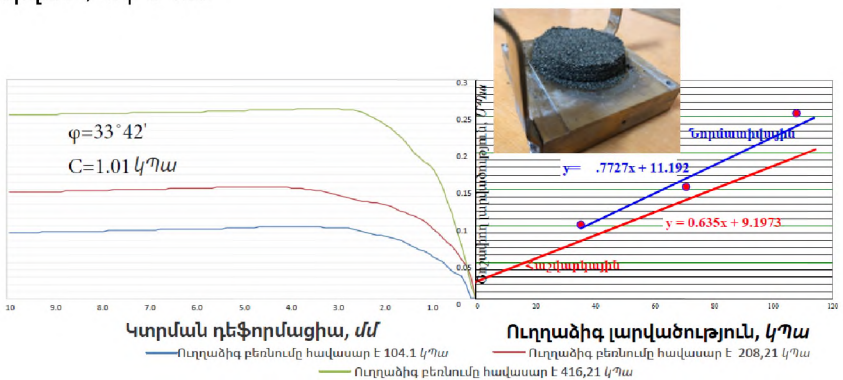 φ=33°42'
C=1.01 կՊա
0.3
0.25
0.2
0.15
0.1
0.05
0
10 9.0 8.0 7.0 6.0 5.0 4.0 3.0 2.0 1.0
Կտրման դեֆորմացիա, մմ
Նորմատիվային
y= .7727x + 11.192
y = 0.635x + 9.1973
Հաշվարկային
0 20 40 60 80 100 120
Ուղղաձիգ լարվածություն, կՊա
Ուղղաձիգ բեռնումը հավասար է 104.1 կՊա
Ուղղաձիգ բեռնումը հավասար է 208,21 կՊա
Ուղղաձիգ բեռնումը հավասար է 416,21 կՊա